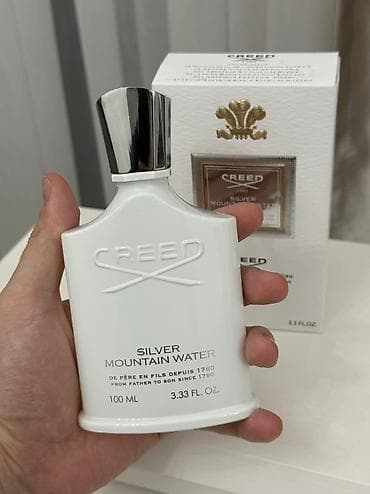 CREED
CREED
SILVER
MOUNTAIN WATER
3.3 FL.OZ.
CREED
SILVER
MOUNTAIN WATER
DE PÈRE EN FILS DEPUIS 1760
FROM FATHER TO SON SINCE 1760
100 ML 3.33 FL. OZ.